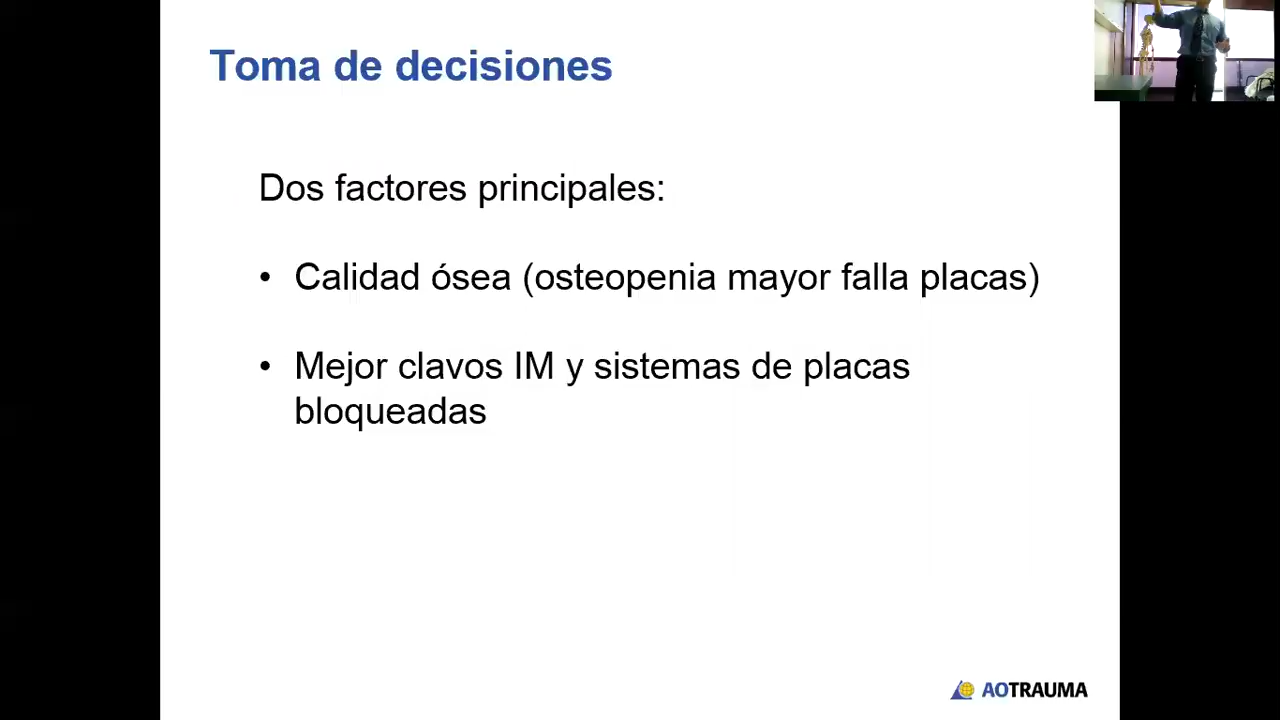 Toma de decisiones
Dos factores principales:
• Calidad ósea (osteopenia mayor falla placas)
• Mejor clavos IM y sistemas de placas
bloqueadas
AOTRAUMA